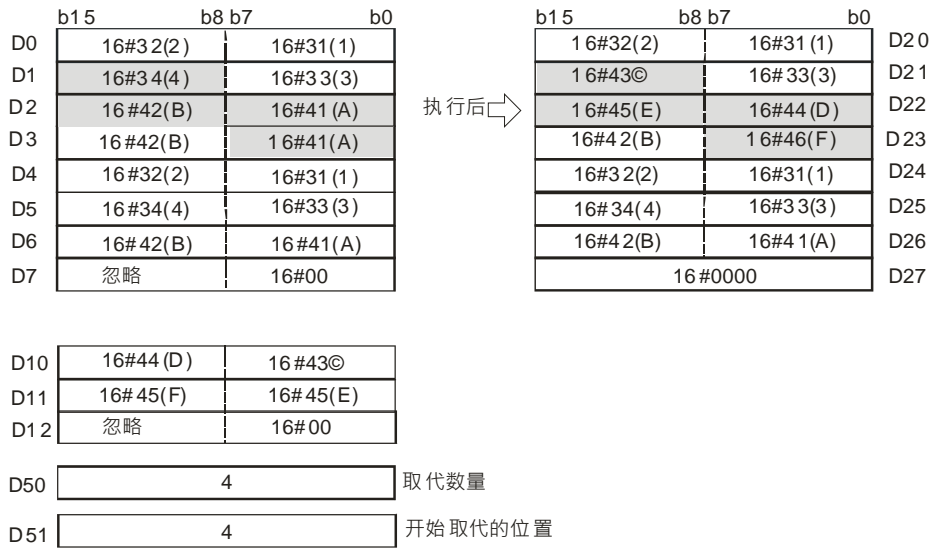 b15 b8 b7 b0 b15 b8 b7 b0
D0 16#32(2) 16#31(1) 16#32(2) 16#31(1) D20
D1 16#34(4) 16#33(3) 16#43© 16#33(3) D21
D2 16#42(B) 16#41(A) 执行后 16#45(E) 16#44(D) D22
D3 16#42(B) 16#41(A) 16#42(B) 16#46(F) D23
D4 16#32(2) 16#31(1) 16#32(2) 16#31(1) D24
D5 16#34(4) 16#33(3) 16#34(4) 16#33(3) D25
D6 16#42(B) 16#41(A) 16#42(B) 16#41(A) D26
D7 忽略 16#00 16#0000 D27
D10 16#44(D) 16#43©
D11 16#45(F) 16#45(E)
D12 忽略 16#00
D50 4 取代数量
D51 4 开始取代的位置